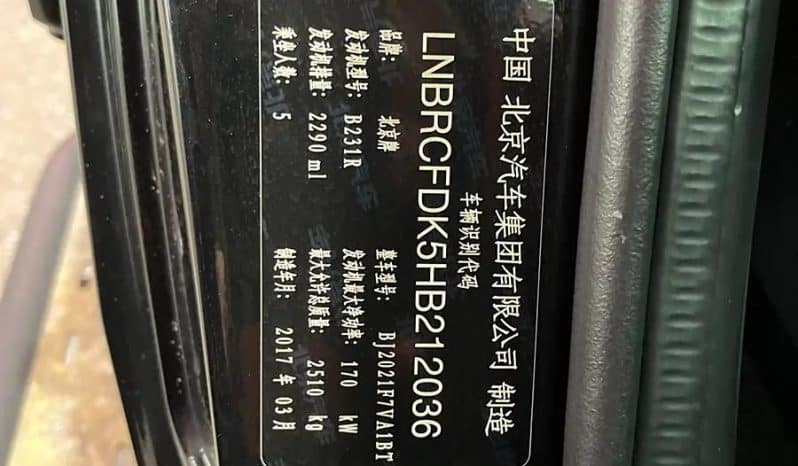 中国 北京汽车集团有限公司 制造
车辆识别代码
LNBRCFDK5HB212036
品牌: 北京牌 整车型号: BJ2021F7VA1BT
发动机型号: B231R 发动机最大净功率: 170 kW
发动机排量: 2290 ml 最大允许总质量: 2510 kg
乘坐人数: 5 制造年月: 2017 年 03 月